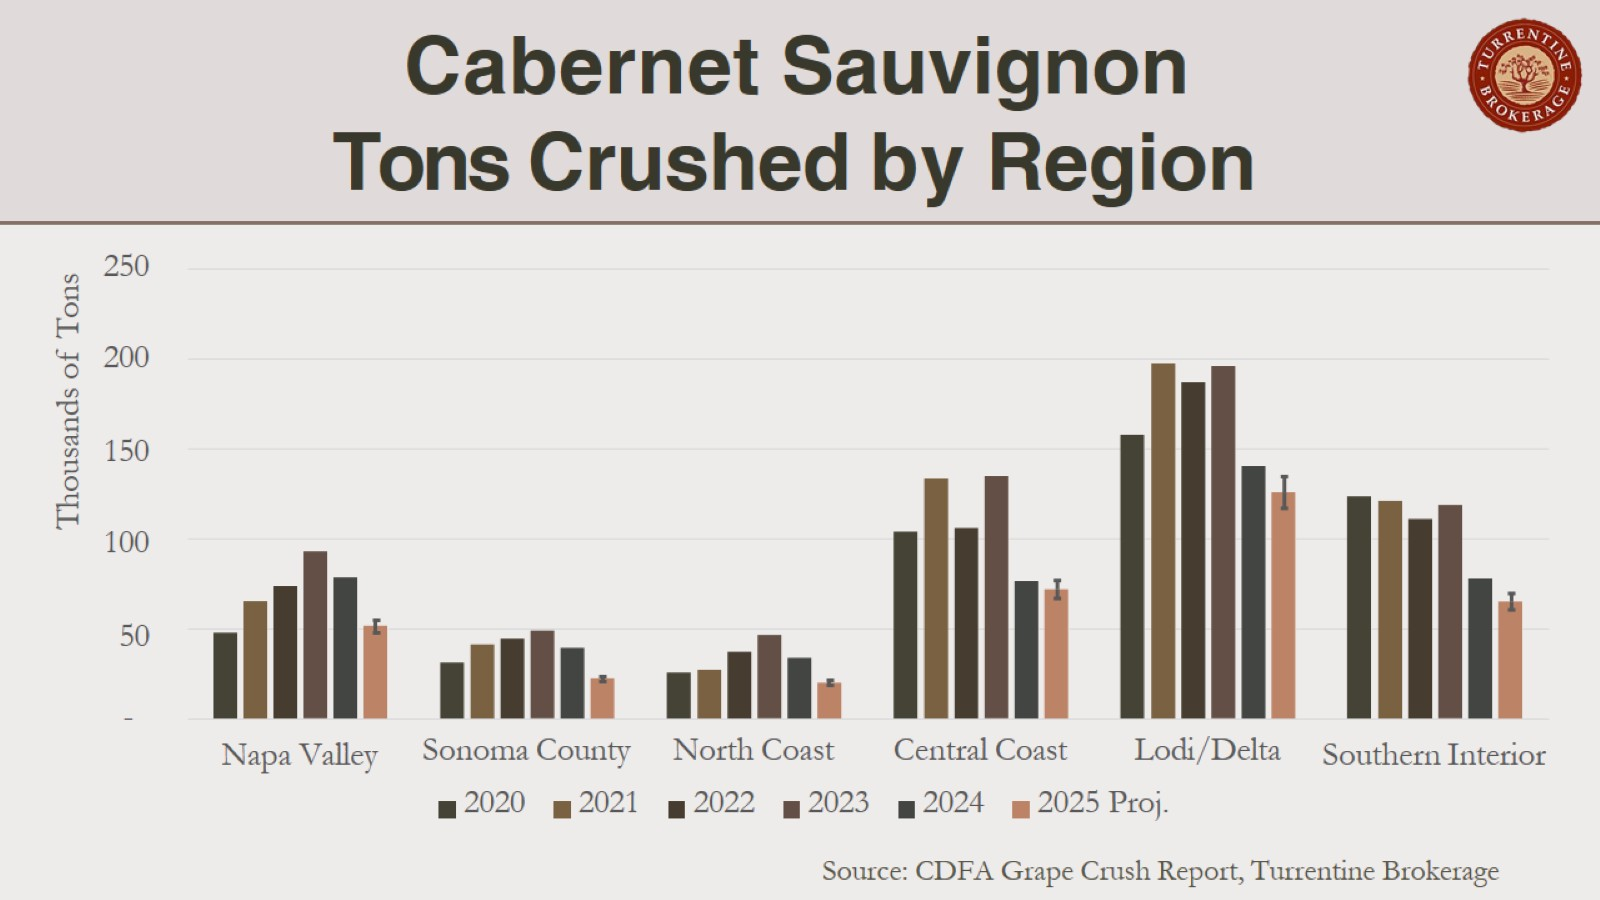 Cabernet Sauvignon
Tons Crushed by Region
TURRENTINE
BROKERAGE
Thousands of Tons
250
200
150
100
50
-
Napa Valley
Sonoma County
North Coast
Central Coast
Lodi/Delta
Southern Interior
2020 2021 2022 2023 2024 2025 Proj.
Source: CDFA Grape Crush Report, Turrentine Brokerage